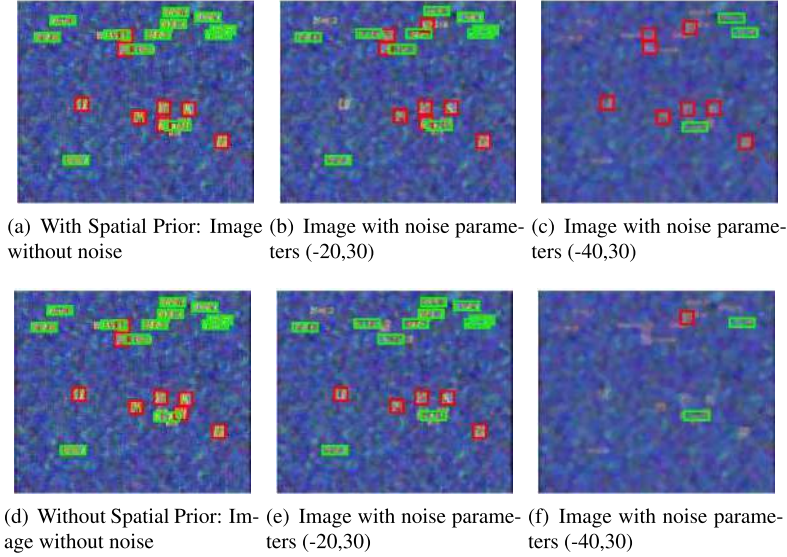 (a) With Spatial Prior: Image
without noise
(b) Image with noise parame-
ters (-20,30)
(c) Image with noise parame-
ters (-40,30)
(d) Without Spatial Prior: Im-
age without noise
(e) Image with noise parame-
ters (-20,30)
(f) Image with noise parame-
ters (-40,30)